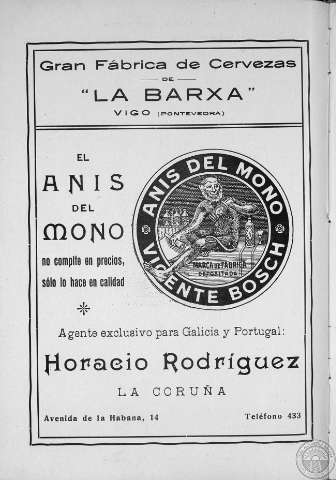 Gran Fábrica de Cervezas
DE
"LA BARXA"
VIGO (PONTEVEDRA)
EL
ANIS
DEL
MONO
no compite en precios,
sólo lo hace en calidad
ANIS DEL MONO
VICENTE BOSCH
MARCA DE FÁBRICA
DEPOSITADA
Agente exclusivo para Galicia y Portugal:
Horacio Rodríguez
LA CORUÑA
Avenida de la Habana, 14
Teléfono 433